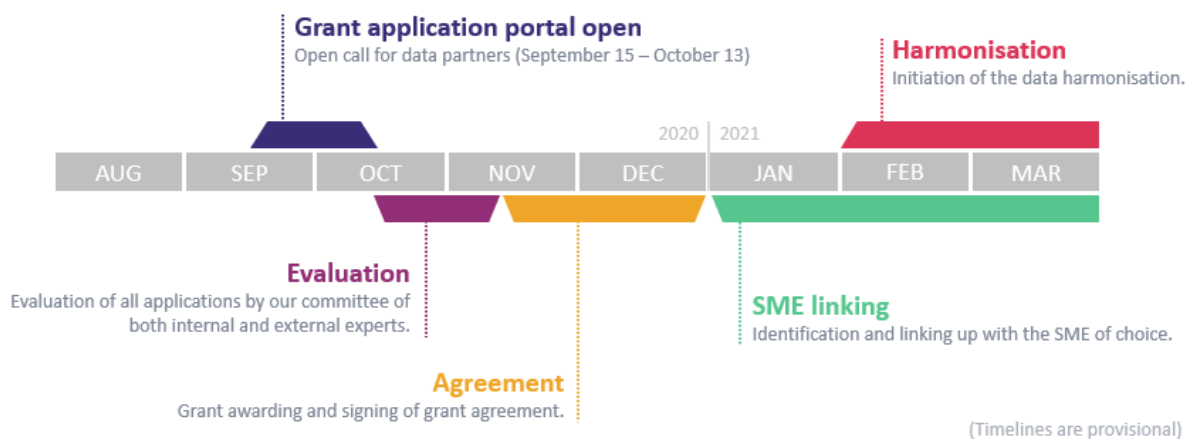 Grant application portal open
Open call for data partners (September 15 – October 13)
Harmonisation
Initiation of the data harmonisation.
2020 2021
AUG SEP OCT NOV DEC JAN FEB MAR
Evaluation
Evaluation of all applications by our committee of
both internal and external experts.
SME linking
Identification and linking up with the SME of choice.
Agreement
Grant awarding and signing of grant agreement.
(Timelines are provisional)